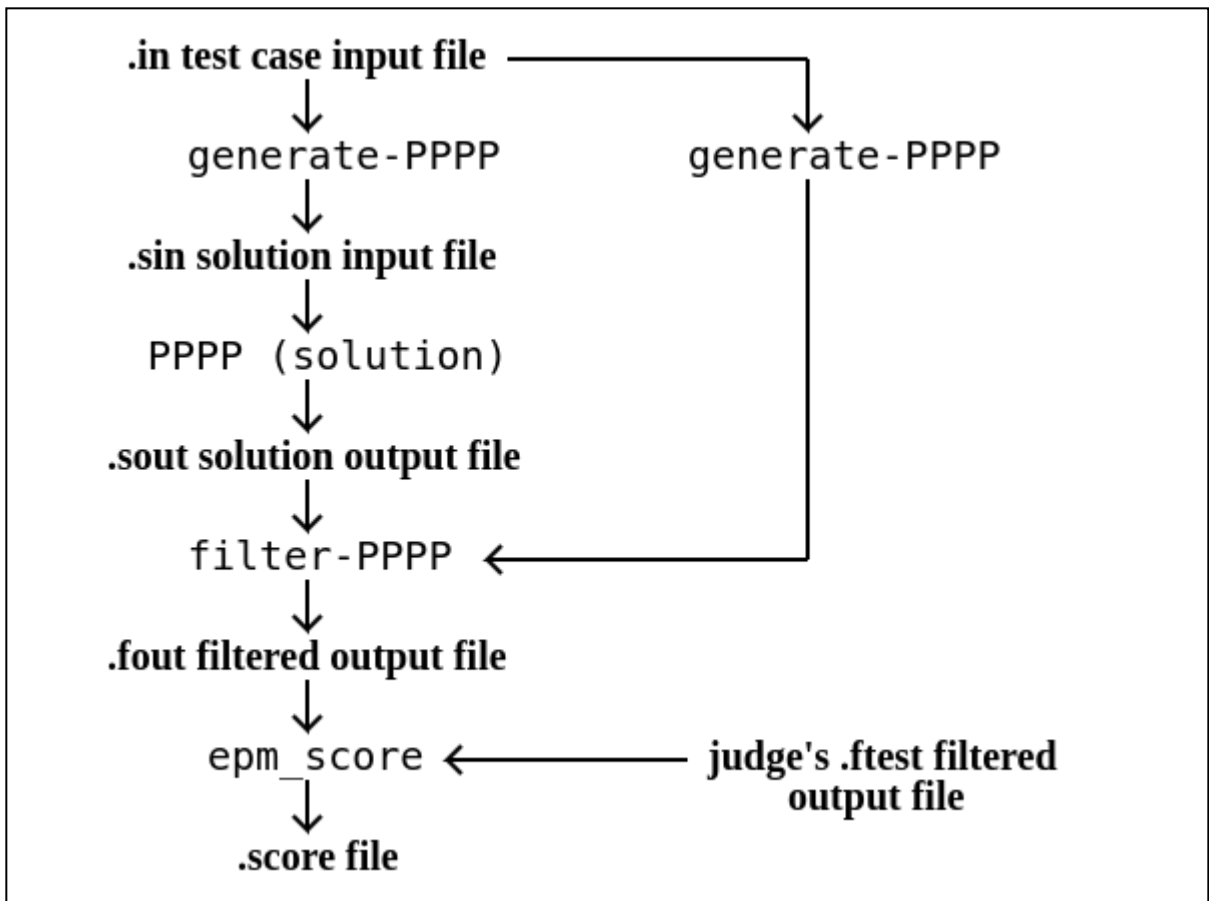 .in test case input file
generate-PPPP generate-PPPP
.sin solution input file
PPPP (solution)
.sout solution output file
filter-PPPP
.fout filtered output file
epm_score judge's .ftest filtered
output file
.score file